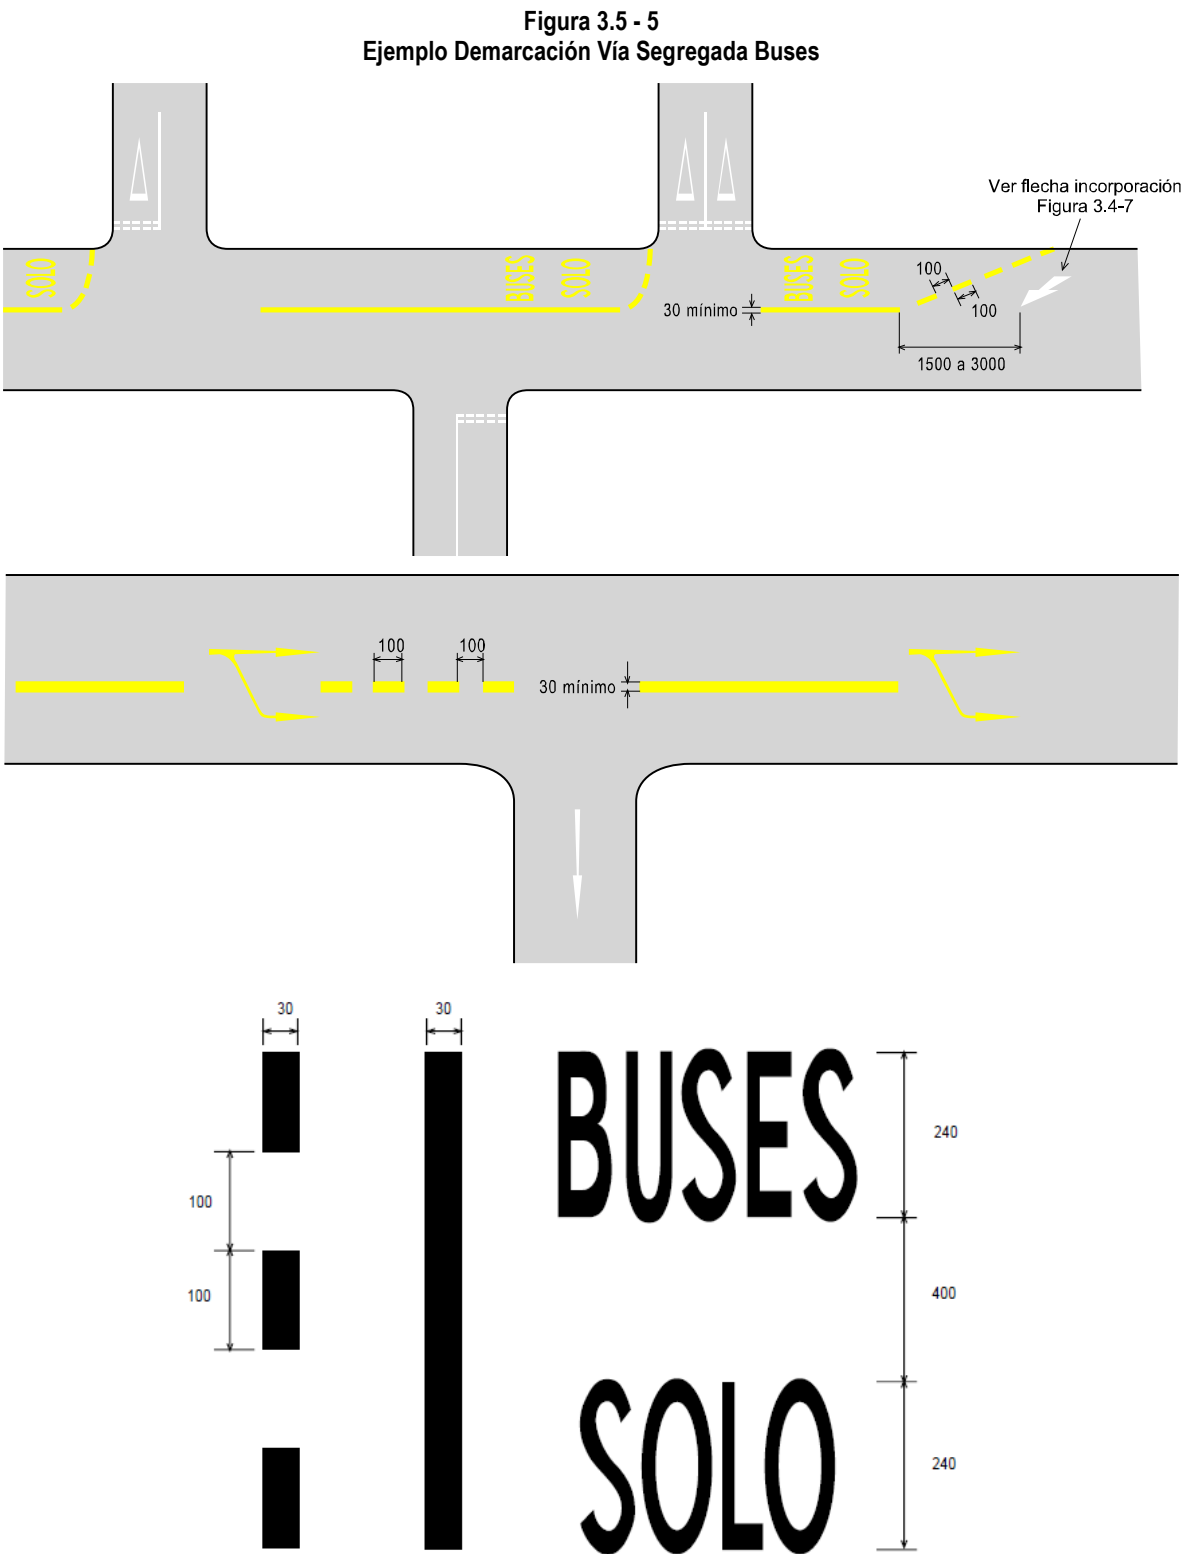 Figura 3.5 - 5
Ejemplo Demarcación Vía Segregada Buses
Ver flecha incorporación
Figura 3.4-7
SOLO
BUSES
SOLO
BUSES
SOLO
100
100
30 mínimo
1500 a 3000
100
100
30 mínimo
30
30
BUSES
240
100
100
400
SOLO
240